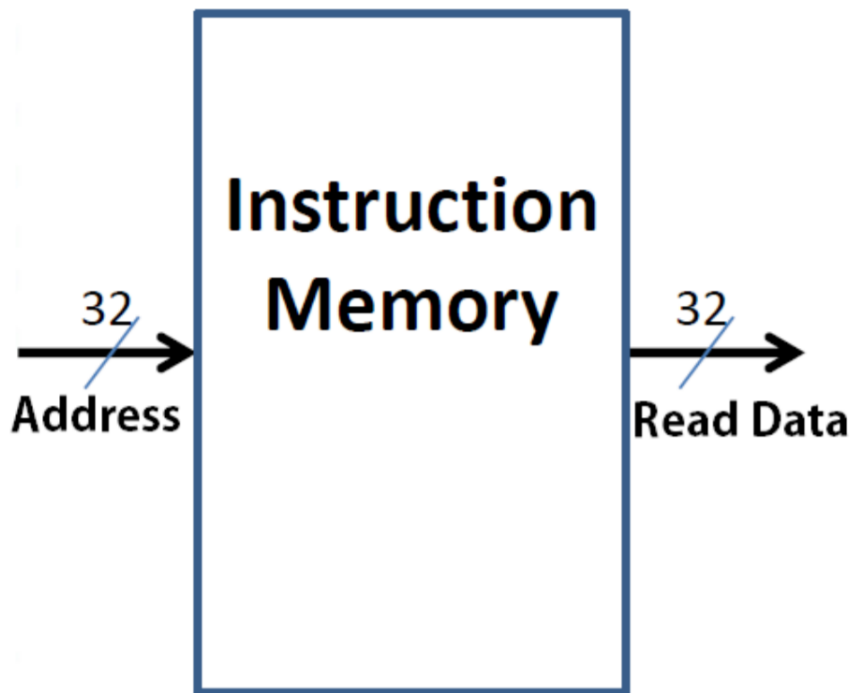 Instruction
Memory
32
Address
32
Read Data